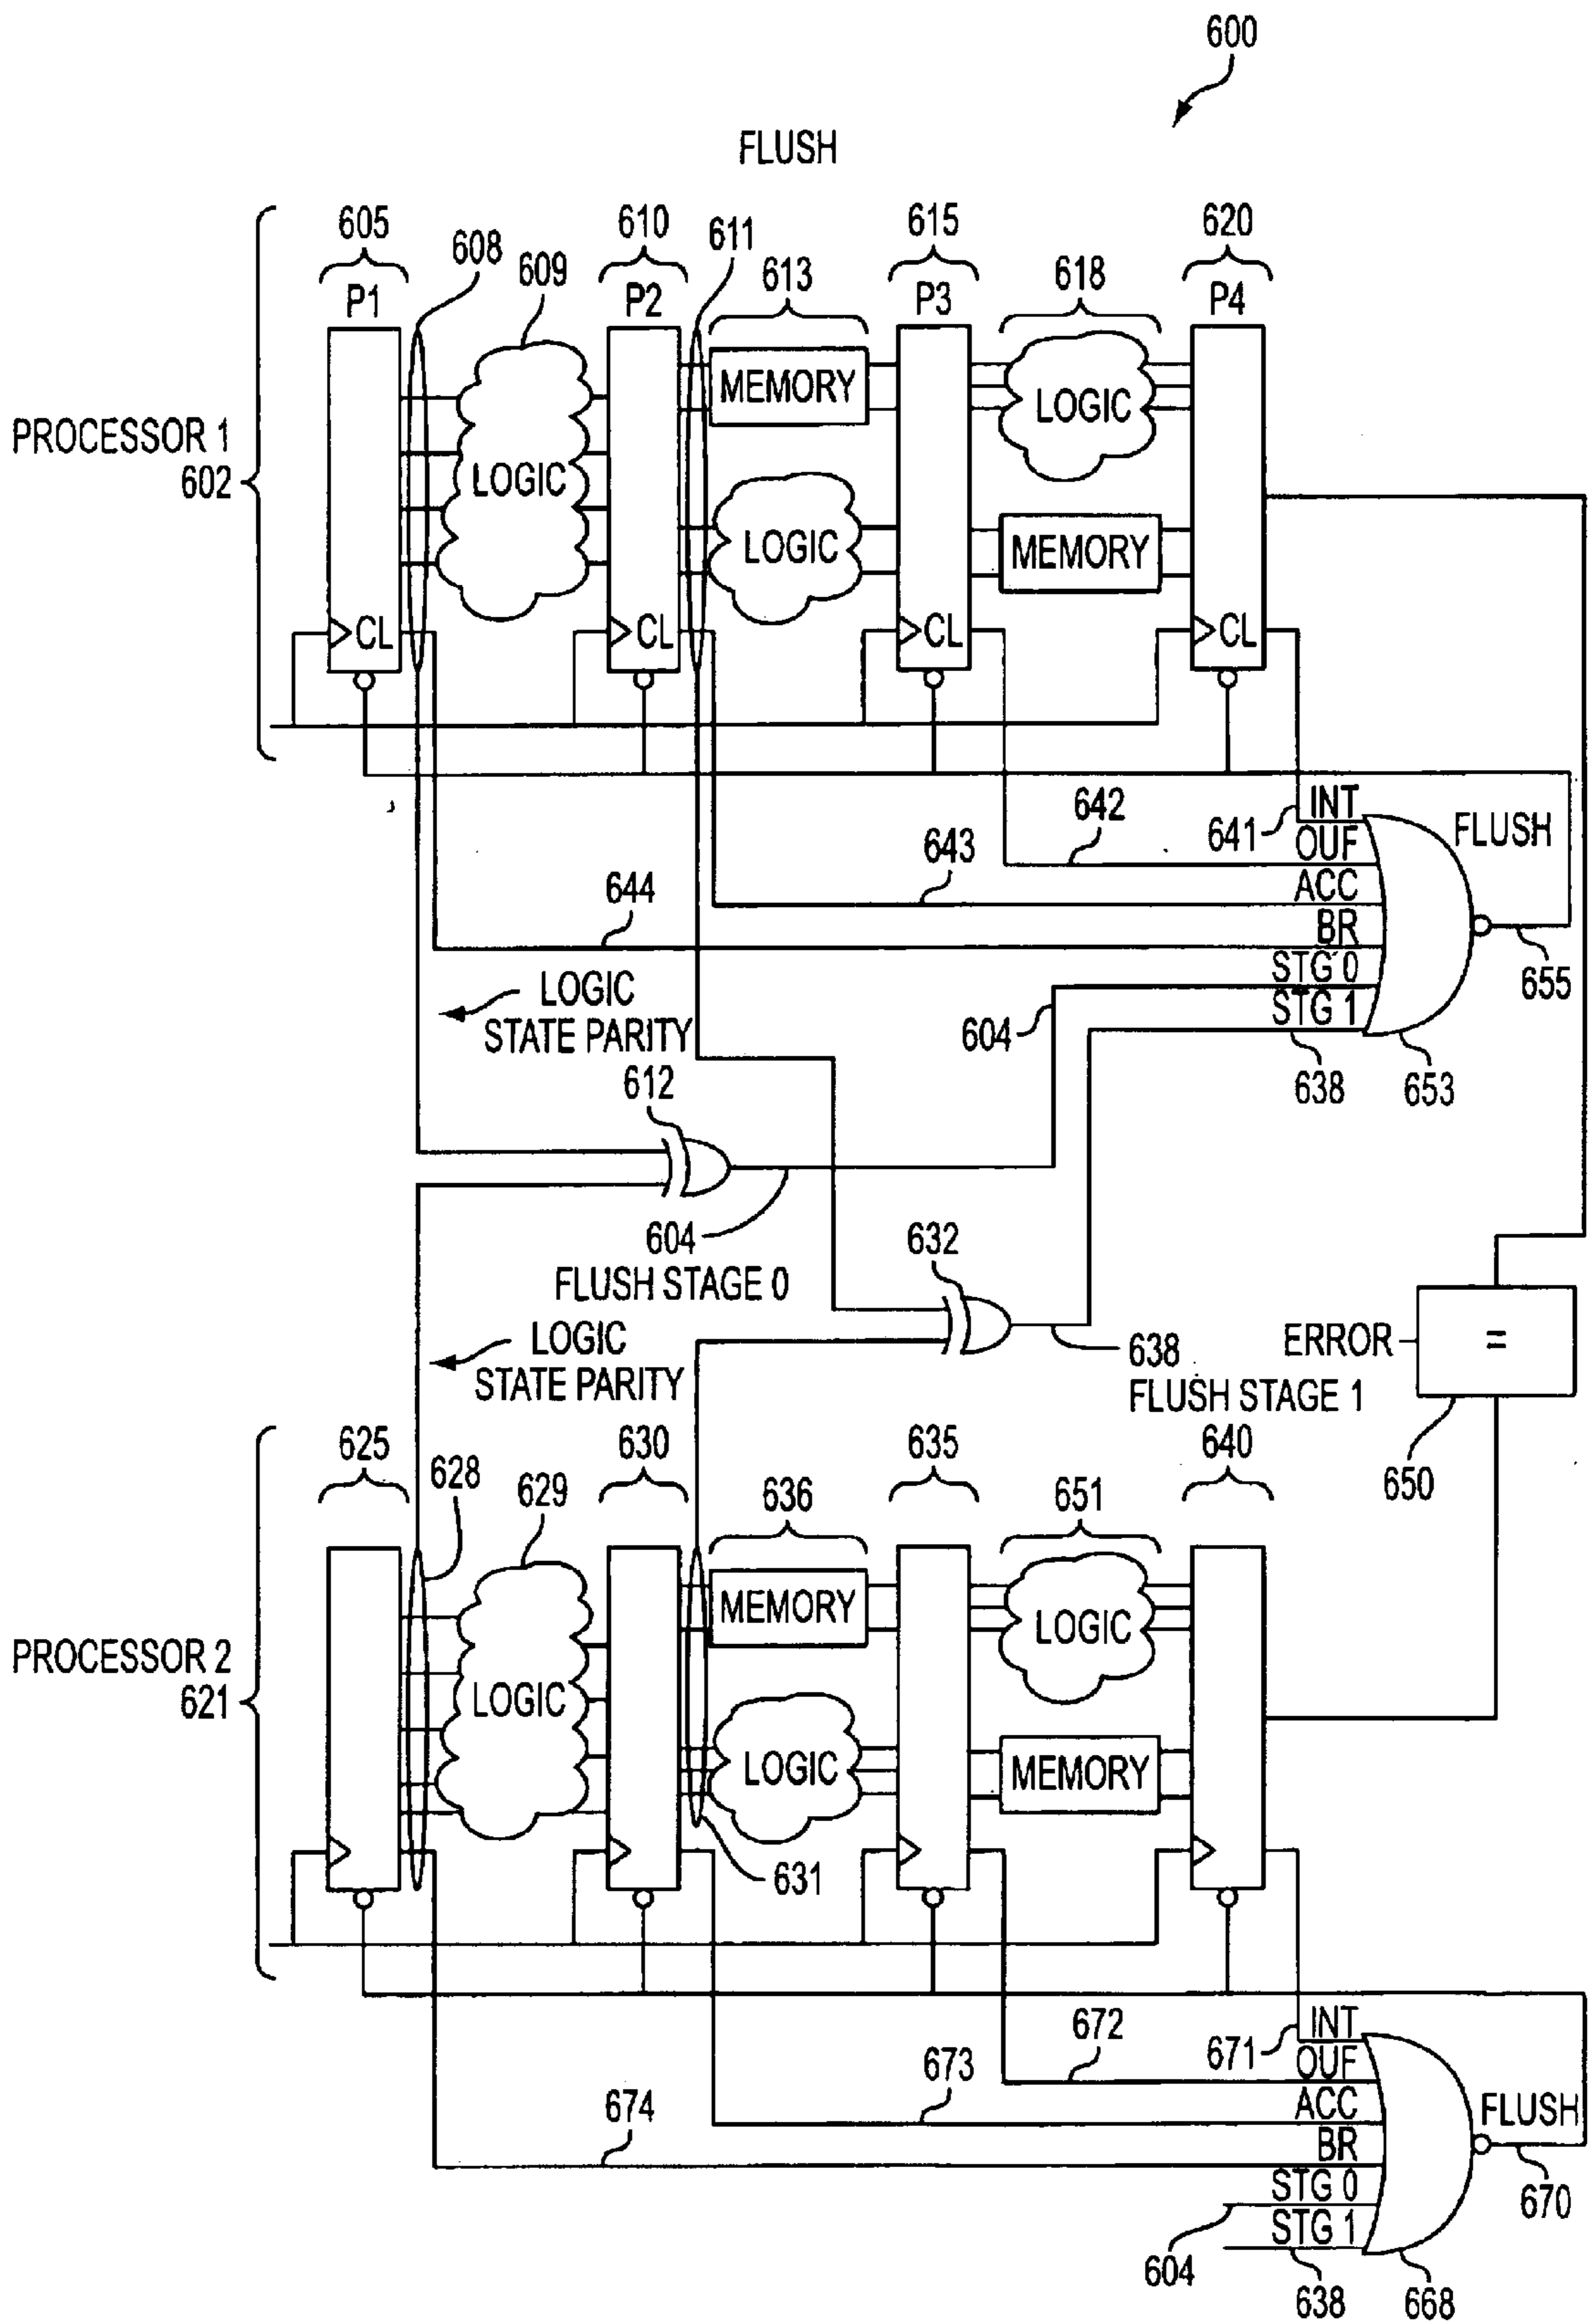 600
FLUSH
605 608 609 610 611 613 615 618 620
P1 P2 P3 P4
MEMORY
LOGIC
PROCESSOR 1
602
LOGIC
LOGIC
MEMORY
CL CL CL CL
INT
641
OUF
642
ACC
643
BR
644
STG 0
604
STG 1
638
653
FLUSH
655
LOGIC
STATE PARITY
612
604
FLUSH STAGE 0
632
638
FLUSH STAGE 1
LOGIC
STATE PARITY
ERROR
=
650
625 628 629 630 636 635 651 640
MEMORY
LOGIC
PROCESSOR 2
621
LOGIC
LOGIC
MEMORY
631
INT
671
OUF
672
ACC
673
BR
674
STG 0
604
STG 1
638
668
FLUSH
670